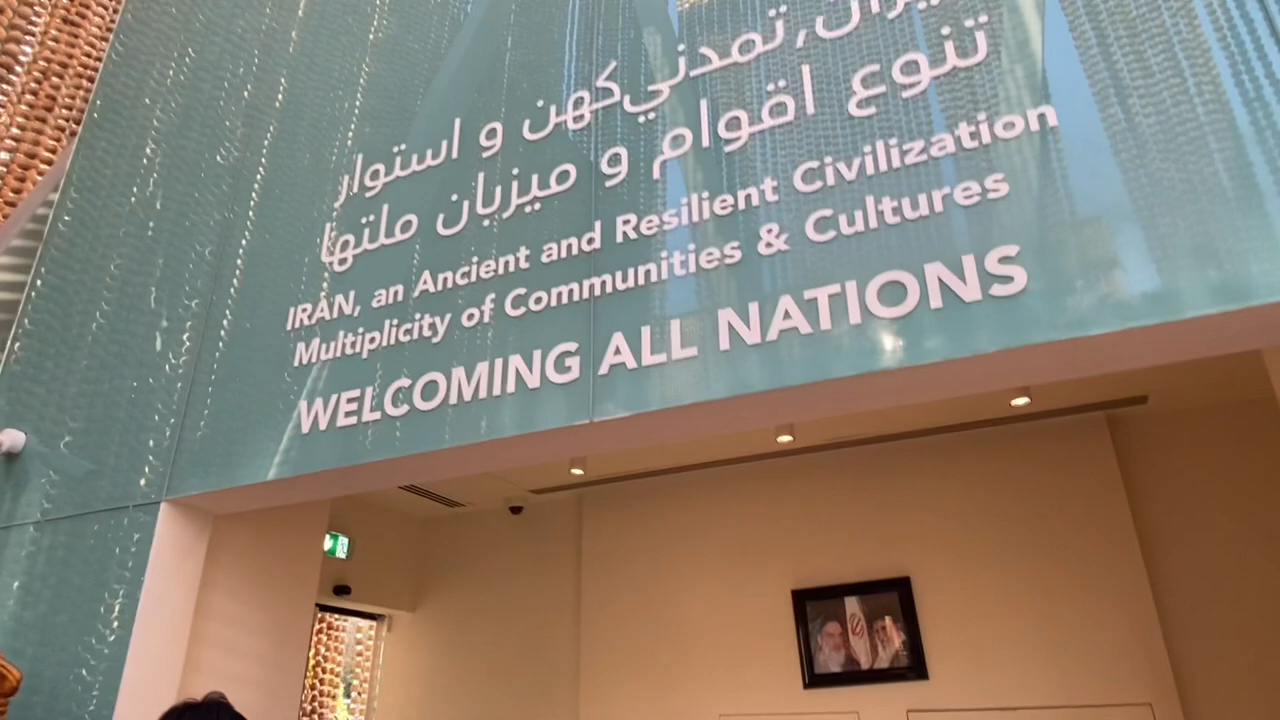 تمدنی کهن و استوار
تنوع اقوام و میزبان ملتها
IRAN, an Ancient and Resilient Civilization
Multiplicity of Communities & Cultures
WELCOMING ALL NATIONS